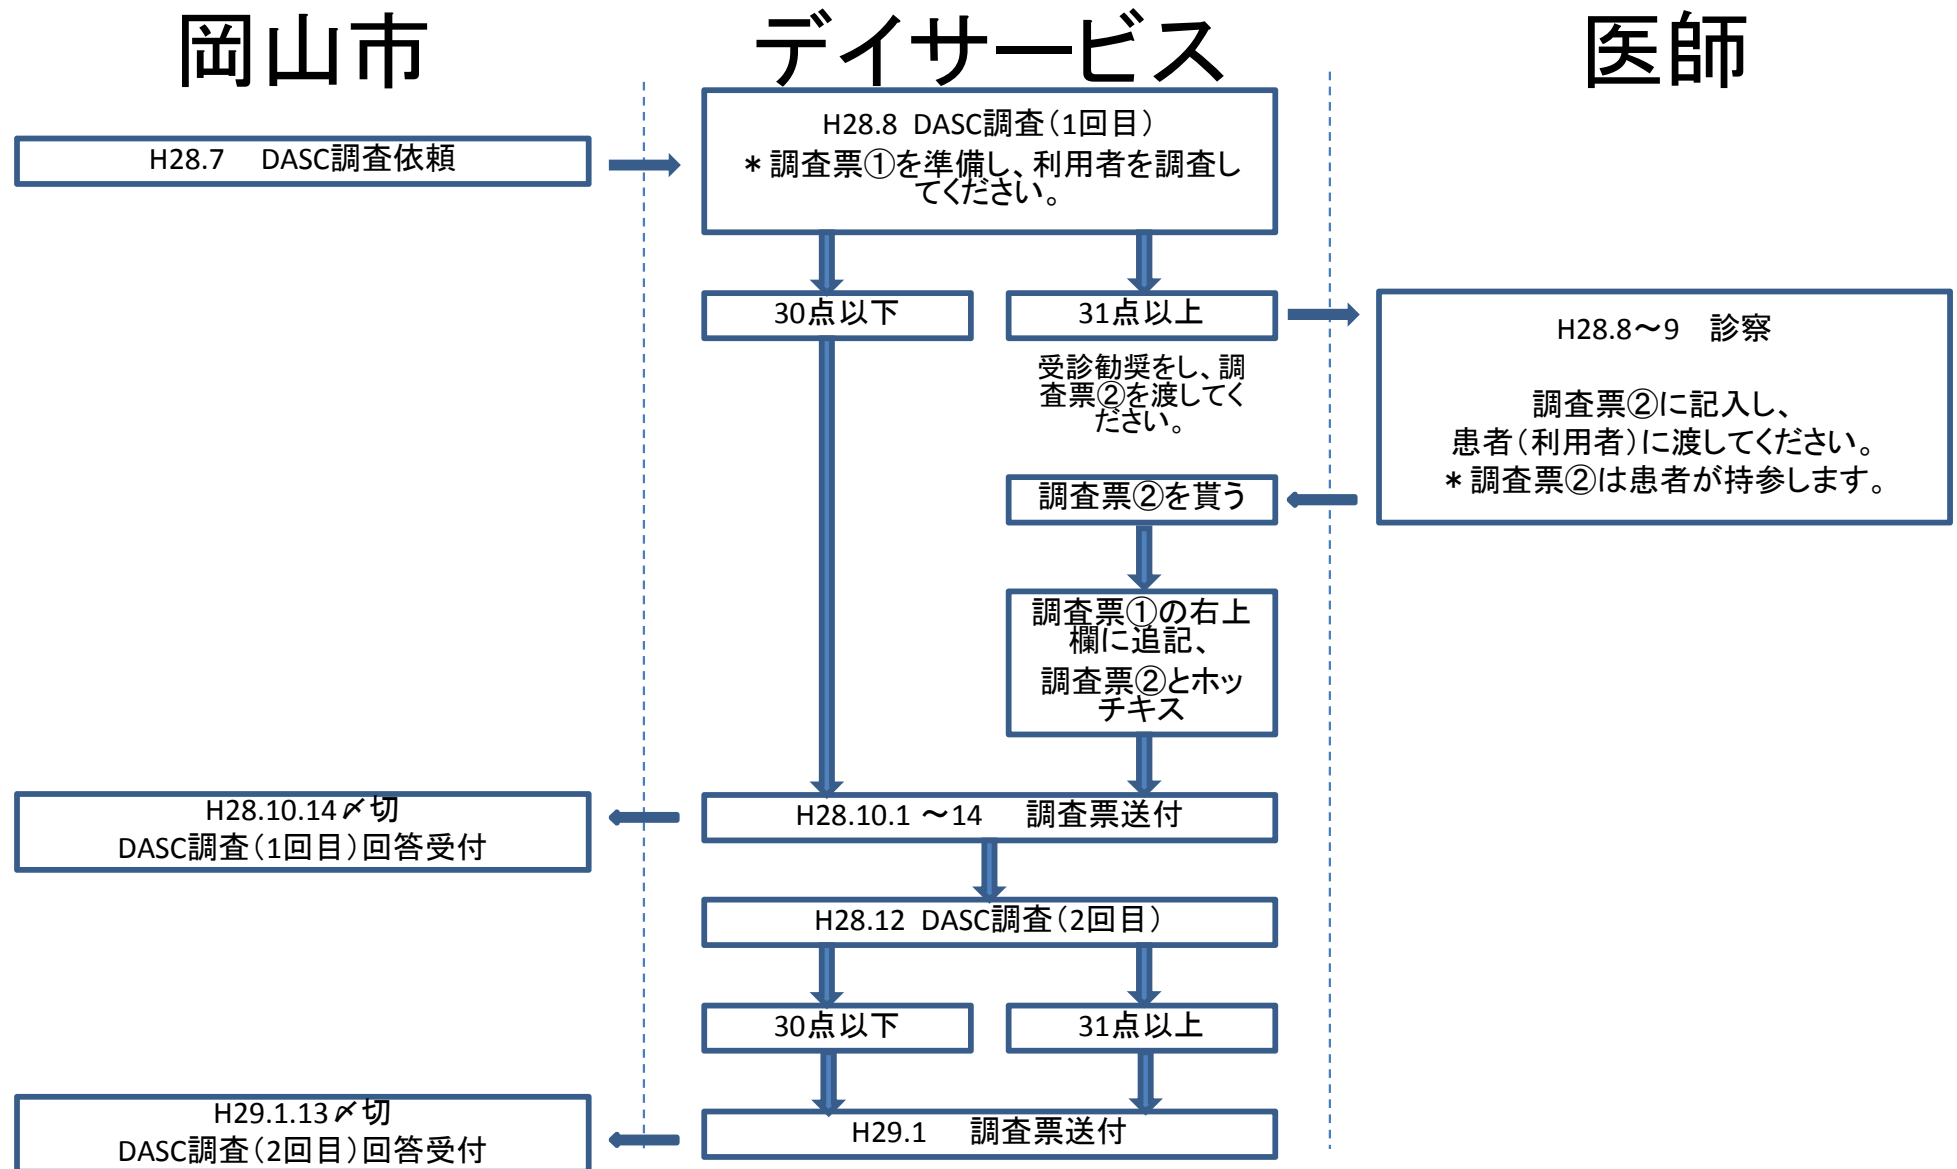 岡山市
デイサービス
医師
H28.7　DASC調査依頼
H28.8 DASC調査（1回目）
＊調査票①を準備し、利用者を調査し
てください。
30点以下
31点以上
受診勧奨をし、調
査票②を渡してく
ださい。
H28.8～9　診察
調査票②に記入し、
患者（利用者）に渡してください。
＊調査票②は患者が持参します。
調査票②を貰う
調査票①の右上
欄に追記、
調査票②とホッ
チキス
H28.10.1 ～14　調査票送付
H28.10.14〆切
DASC調査（1回目）回答受付
H28.12 DASC調査（2回目）
30点以下
31点以上
H29.1　調査票送付
H29.1.13〆切
DASC調査（2回目）回答受付